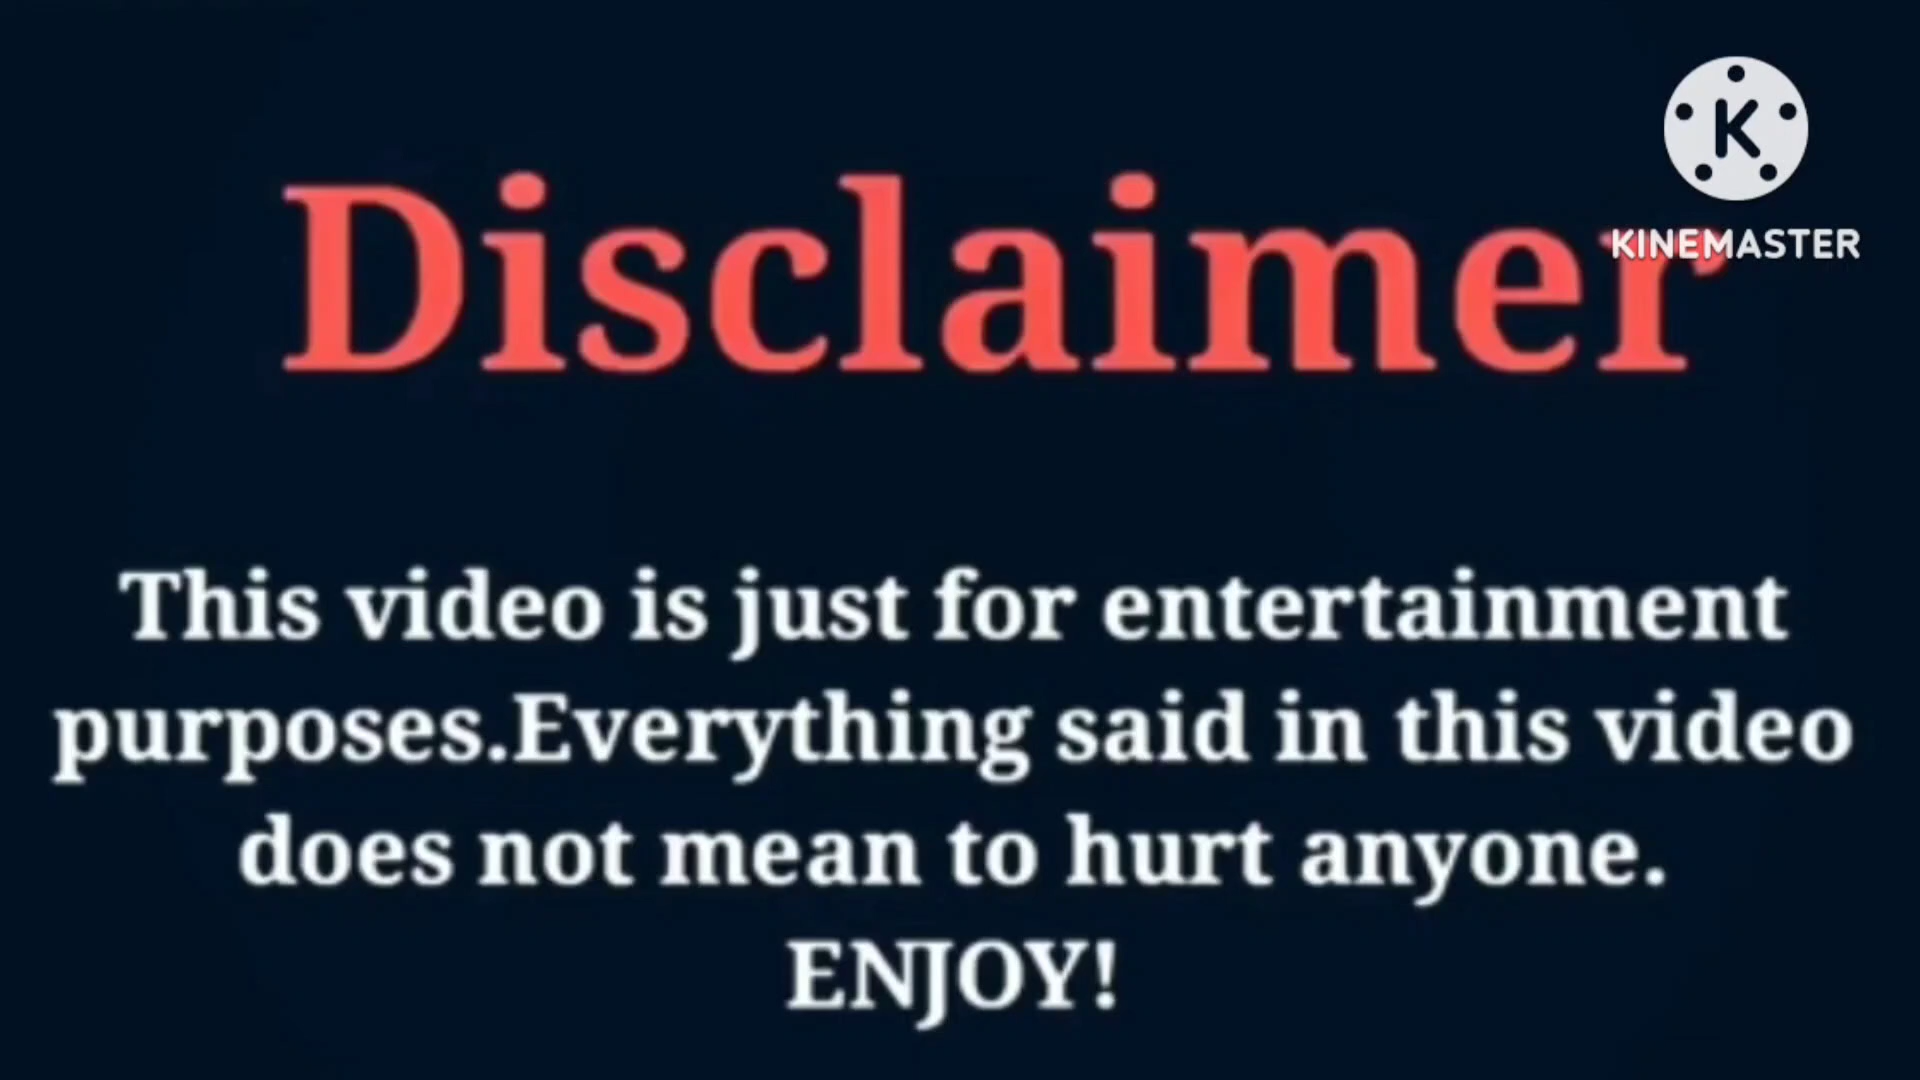 K
KINEMASTER
Disclaimer
This video is just for entertainment
purposes.Everything said in this video
does not mean to hurt anyone.
ENJOY!